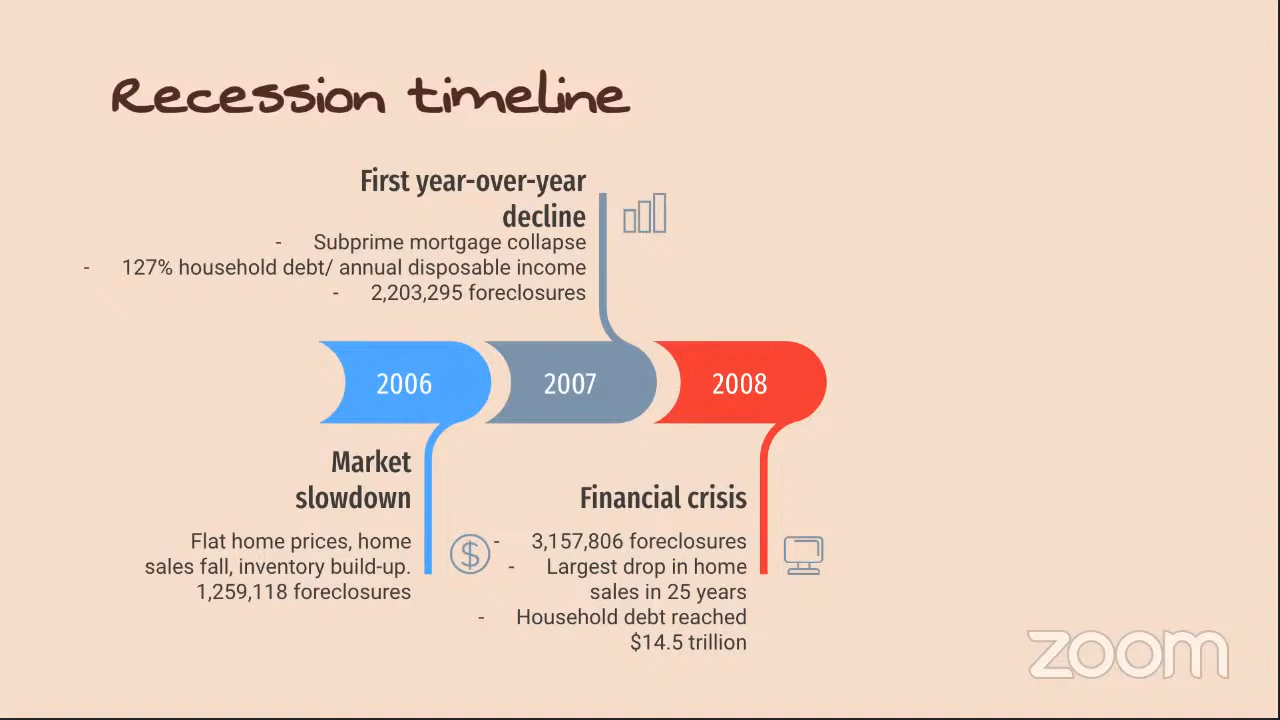 Recession timeline
First year-over-year
decline
- Subprime mortgage collapse
- 127% household debt/ annual disposable income
- 2,203,295 foreclosures
2006
2007
2008
Market
slowdown
Flat home prices, home
sales fall, inventory build-up.
1,259,118 foreclosures
$
Financial crisis
- 3,157,806 foreclosures
- Largest drop in home
sales in 25 years
- Household debt reached
$14.5 trillion
zoom